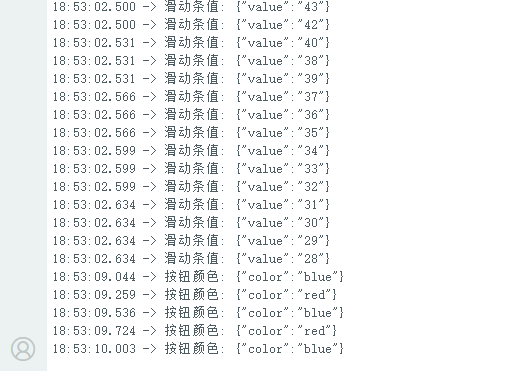 18:53:02.500 -> 滑动条值: {"value":"43"}
18:53:02.500 -> 滑动条值: {"value":"42"}
18:53:02.531 -> 滑动条值: {"value":"40"}
18:53:02.531 -> 滑动条值: {"value":"38"}
18:53:02.531 -> 滑动条值: {"value":"39"}
18:53:02.566 -> 滑动条值: {"value":"37"}
18:53:02.566 -> 滑动条值: {"value":"36"}
18:53:02.566 -> 滑动条值: {"value":"35"}
18:53:02.599 -> 滑动条值: {"value":"34"}
18:53:02.599 -> 滑动条值: {"value":"33"}
18:53:02.599 -> 滑动条值: {"value":"32"}
18:53:02.634 -> 滑动条值: {"value":"31"}
18:53:02.634 -> 滑动条值: {"value":"30"}
18:53:02.634 -> 滑动条值: {"value":"29"}
18:53:02.634 -> 滑动条值: {"value":"28"}
18:53:09.044 -> 按钮颜色: {"color":"blue"}
18:53:09.259 -> 按钮颜色: {"color":"red"}
18:53:09.536 -> 按钮颜色: {"color":"blue"}
18:53:09.724 -> 按钮颜色: {"color":"red"}
18:53:10.003 -> 按钮颜色: {"color":"blue"}